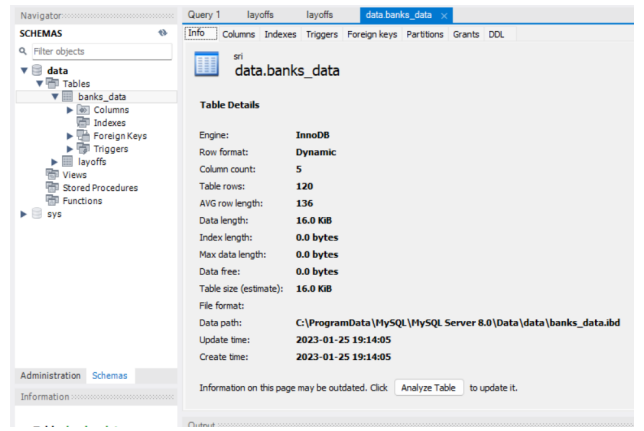 Navigator
SCHEMAS
Filter objects
data
Tables
banks_data
Columns
Indexes
Foreign Keys
Triggers
layoffs
Views
Stored Procedures
Functions
sys
Administration Schemas
Information
Query 1 layoffs layoffs data.banks_data
Info Columns Indexes Triggers Foreign keys Partitions Grants DDL
sri
data.banks_data
Table Details
Engine: InnoDB
Row format: Dynamic
Column count: 5
Table rows: 120
AVG row length: 136
Data length: 16.0 KiB
Index length: 0.0 bytes
Max data length: 0.0 bytes
Data free: 0.0 bytes
Table size (estimate): 16.0 KiB
File format:
Data path: C:\ProgramData\MySQL\MySQL Server 8.0\Data\data\banks_data.ibd
Update time: 2023-01-25 19:14:05
Create time: 2023-01-25 19:14:05
Information on this page may be outdated. Click Analyze Table to update it.
Output